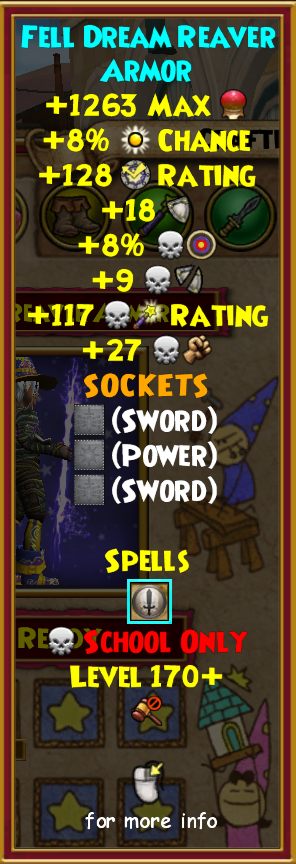 Fell Dream Reaver
Armor
+1263 Max
+8% Chance
+128 Rating
+18
+8%
+9
+117 Rating
+27
Sockets
(Sword)
(Power)
(Sword)
Spells
School Only
Level 170+
for more info